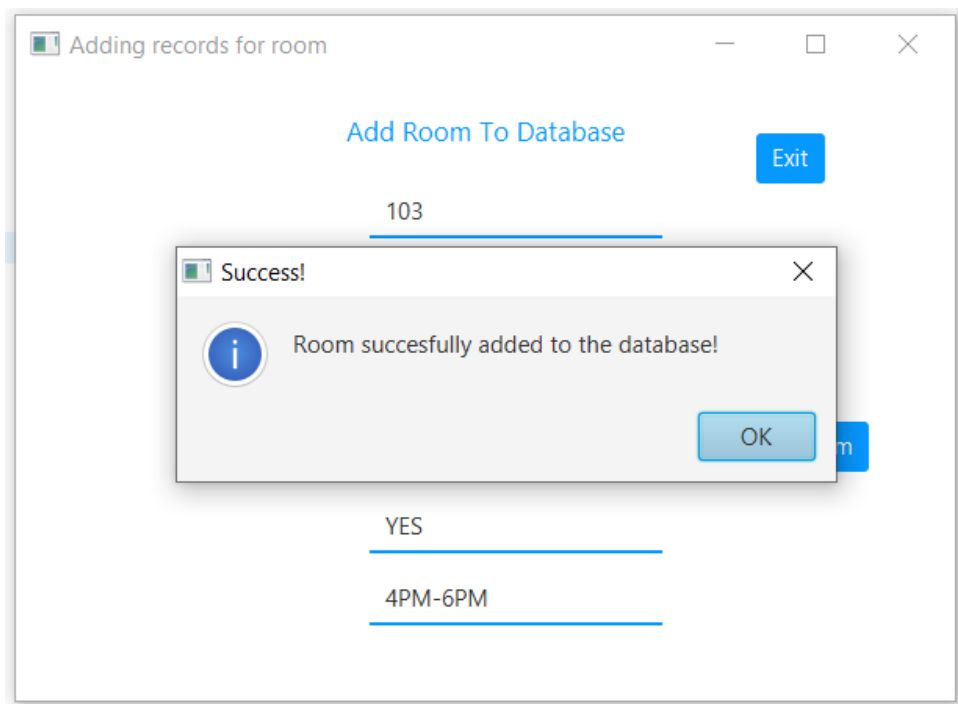 Adding records for room
Add Room To Database
Exit
103
Success!
Room succesfully added to the database!
OK
YES
4PM-6PM